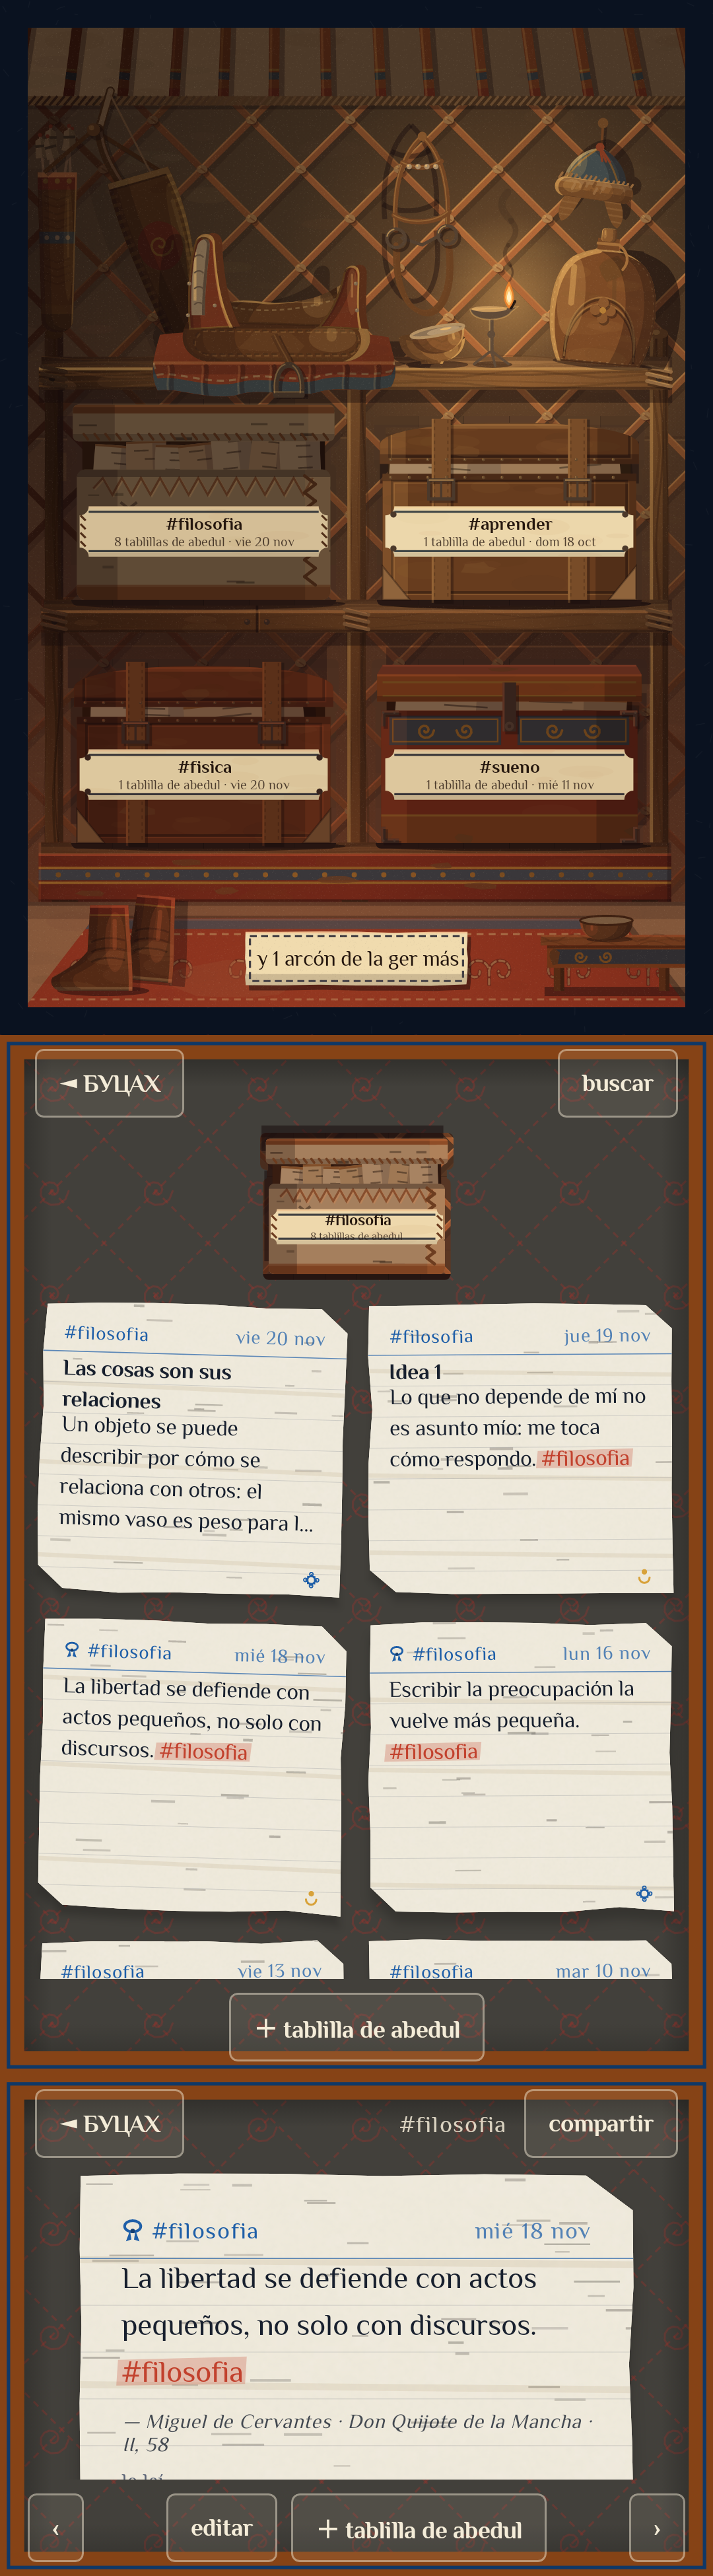 #filosofia
8 tablillas de abedul · vie 20 nov
#aprender
1 tablilla de abedul · dom 18 oct
#fisica
1 tablilla de abedul · vie 20 nov
#sueno
1 tablilla de abedul · mié 11 nov
y 1 arcón de la ger más
◄ БУЦАХ
buscar
#filosofia
8 tablillas de abedul
#filosofia vie 20 nov
Las cosas son sus
relaciones
Un objeto se puede
describir por cómo se
relaciona con otros: el
mismo vaso es peso para l...
#filosofia jue 19 nov
Idea 1
Lo que no depende de mí no
es asunto mío: me toca
cómo respondo. #filosofia
#filosofia mié 18 nov
La libertad se defiende con
actos pequeños, no solo con
discursos. #filosofia
#filosofia lun 16 nov
Escribir la preocupación la
vuelve más pequeña.
#filosofia
#filosofia vie 13 nov
#filosofia mar 10 nov
+ tablilla de abedul
◄ БУЦАХ
#filosofia
compartir
#filosofia mié 18 nov
La libertad se defiende con actos
pequeños, no solo con discursos.
#filosofia
— Miguel de Cervantes · Don Quijote de la Mancha ·
II, 58
‹
editar
+ tablilla de abedul
›